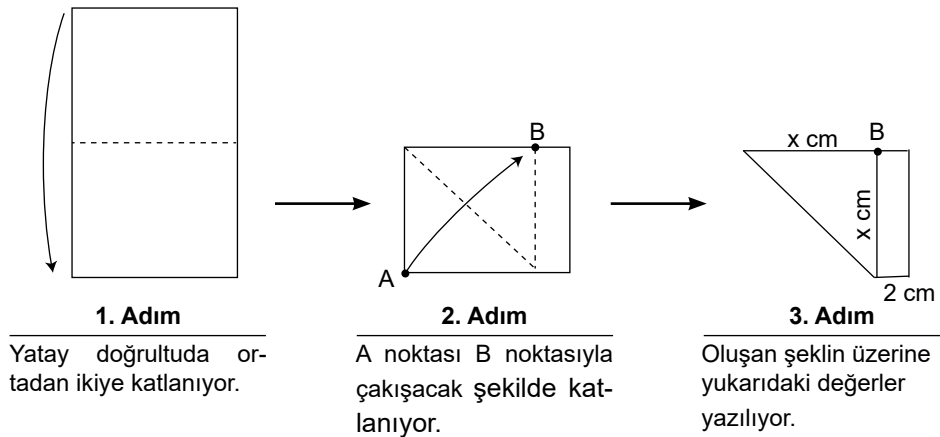 B
A
x cm
B
x cm
2 cm
1. Adım
Yatay doğrultuda or-
tadan ikiye katlanıyor.
2. Adım
A noktası B noktasıyla
çakışacak şekilde kat-
lanıyor.
3. Adım
Oluşan şeklin üzerine
yukarıdaki değerler
yazılıyor.